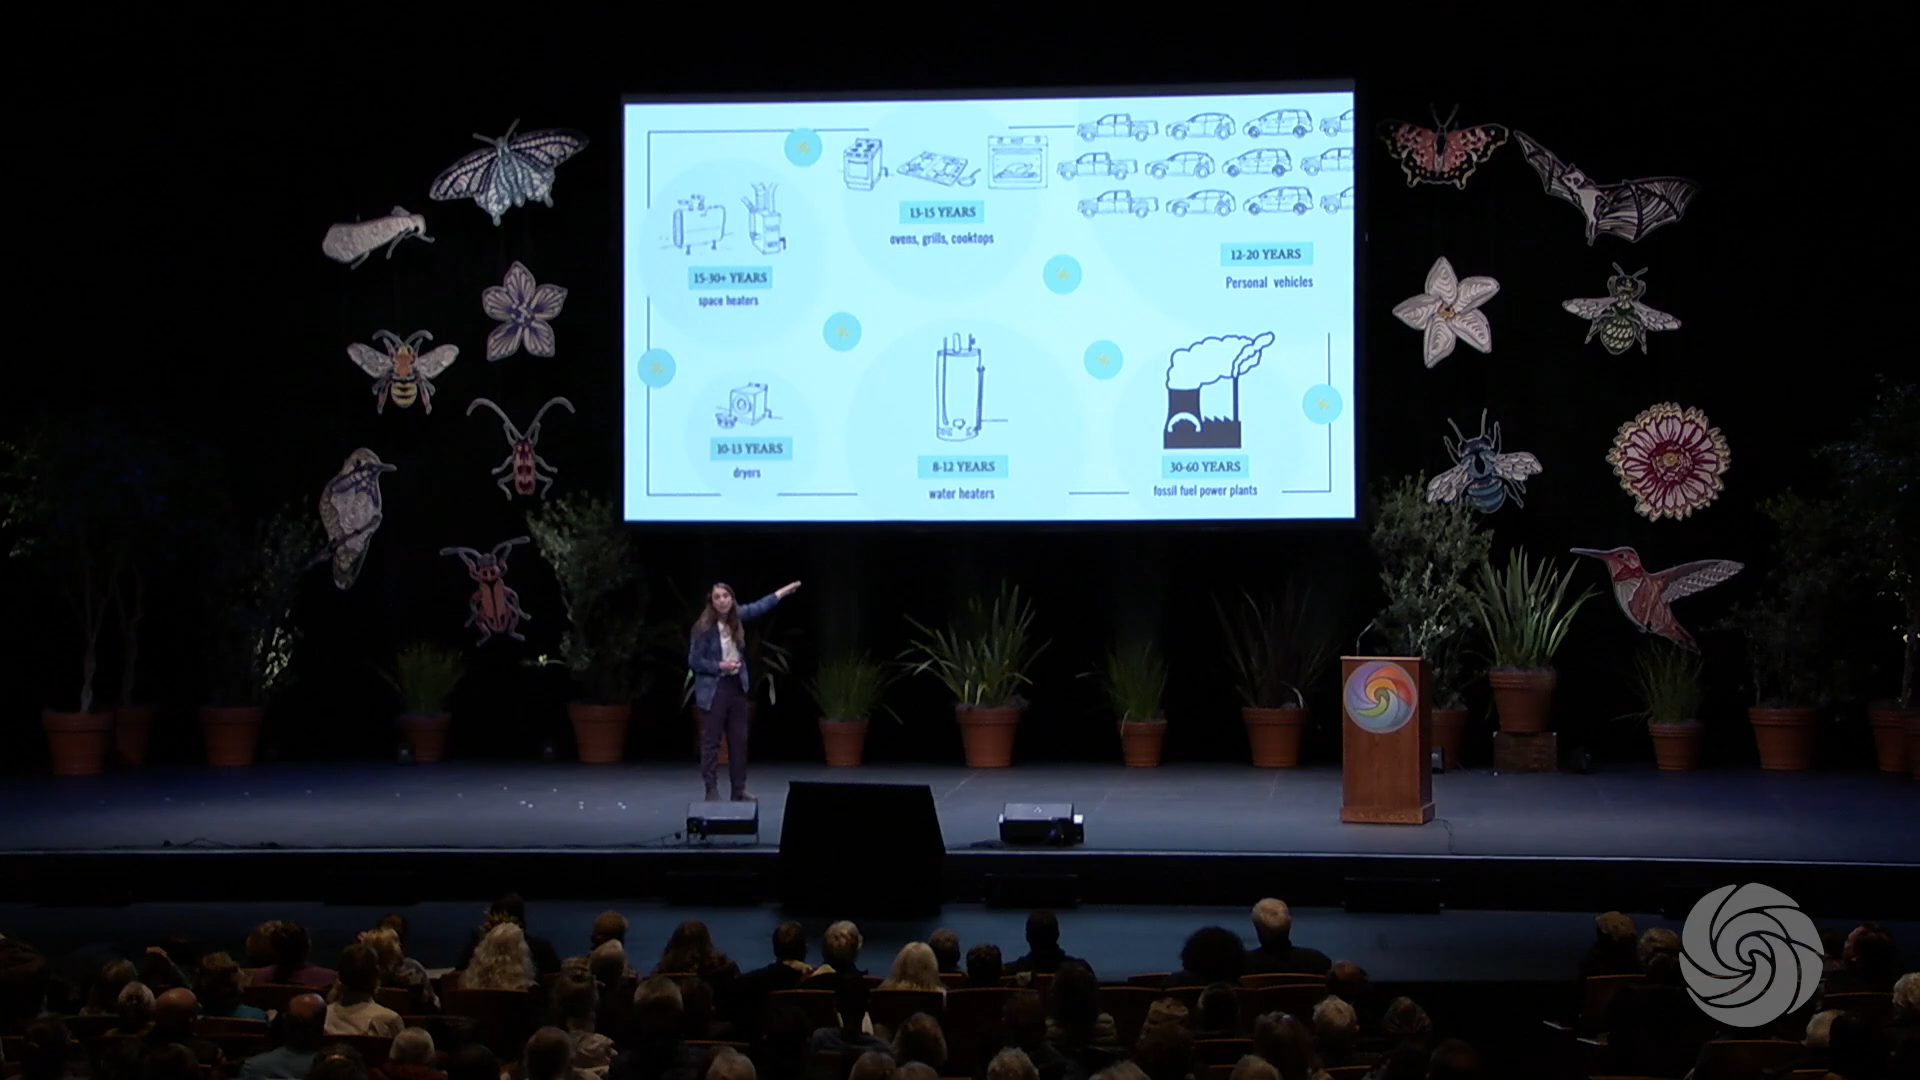 13-15 YEARS
ovens, grills, cooktops
12-20 YEARS
Personal vehicles
15-30+ YEARS
space heaters
10-13 YEARS
dryers
8-12 YEARS
water heaters
30-60 YEARS
fossil fuel power plants